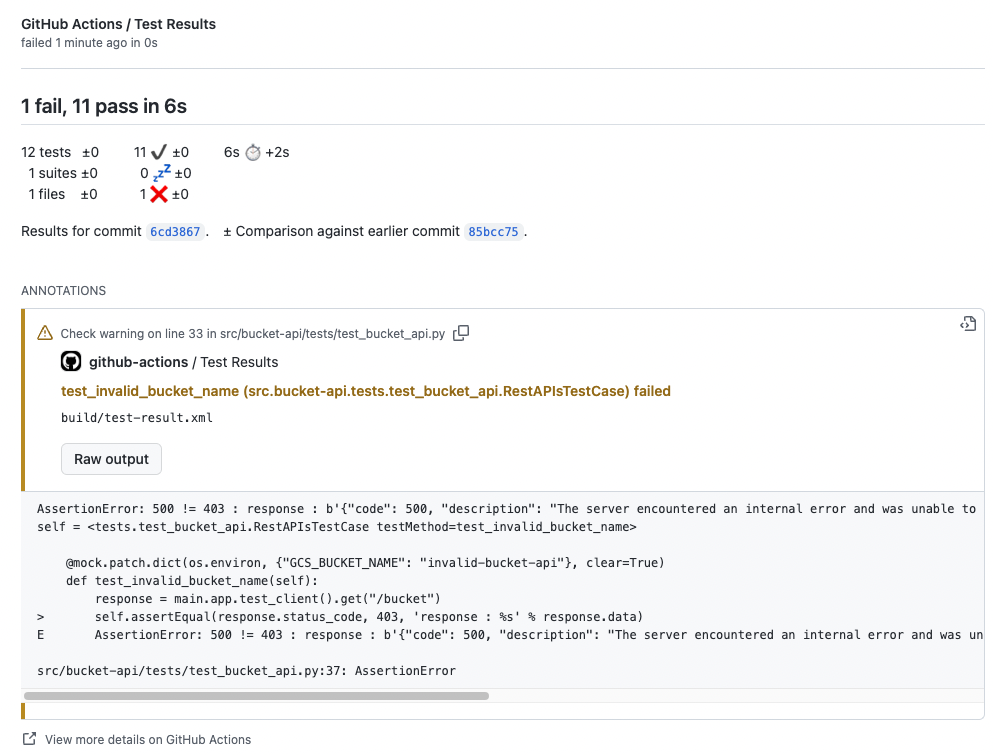 GitHub Actions / Test Results
failed 1 minute ago in 0s
1 fail, 11 pass in 6s
12 tests ±0 11 ✔️ ±0 6s ⏱️ +2s
1 suites ±0 0 💤 ±0
1 files ±0 1 ❌ ±0
Results for commit 6cd3867. ± Comparison against earlier commit 85bcc75.
ANNOTATIONS
Check warning on line 33 in src/bucket-api/tests/test_bucket_api.py
github-actions / Test Results
test_invalid_bucket_name (src.bucket-api.tests.test_bucket_api.RestAPIsTestCase) failed
build/test-result.xml
Raw output
AssertionError: 500 != 403 : response : b'{"code": 500, "description": "The server encountered an internal error and was unable to
self = <tests.test_bucket_api.RestAPIsTestCase testMethod=test_invalid_bucket_name>
@mock.patch.dict(os.environ, {"GCS_BUCKET_NAME": "invalid-bucket-api"}, clear=True)
def test_invalid_bucket_name(self):
response = main.app.test_client().get("/bucket")
> self.assertEqual(response.status_code, 403, 'response : %s' % response.data)
E AssertionError: 500 != 403 : response : b'{"code": 500, "description": "The server encountered an internal error and was un
src/bucket-api/tests/test_bucket_api.py:37: AssertionError
View more details on GitHub Actions